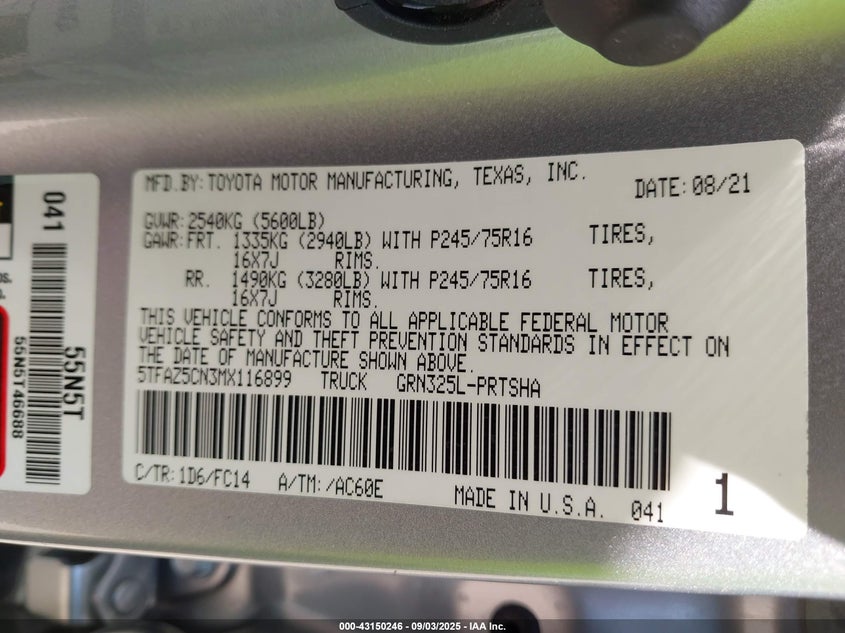 MFD.BY:TOYOTA MOTOR MANUFACTURING, TEXAS, INC. DATE:08/21
GVWR:2540KG (5600LB)
GAWR:FRT. 1335KG (2940LB) WITH P245/75R16 TIRES,
16X7J RIMS.
RR. 1490KG (3280LB) WITH P245/75R16 TIRES,
16X7J RIMS.
THIS VEHICLE CONFORMS TO ALL APPLICABLE FEDERAL MOTOR
VEHICLE SAFETY AND THEFT PREVENTION STANDARDS IN EFFECT ON
THE DATE OF MANUFACTURE SHOWN ABOVE.
5TFAZ5CN3MX116899 TRUCK GRN325L-PRTSHA
C/TR:1D6/FC14 A/TM:/AC60E MADE IN U.S.A. 041 1
041
55N5T
55N5T46688
000-43150246 - 09/03/2025 - IAA Inc.